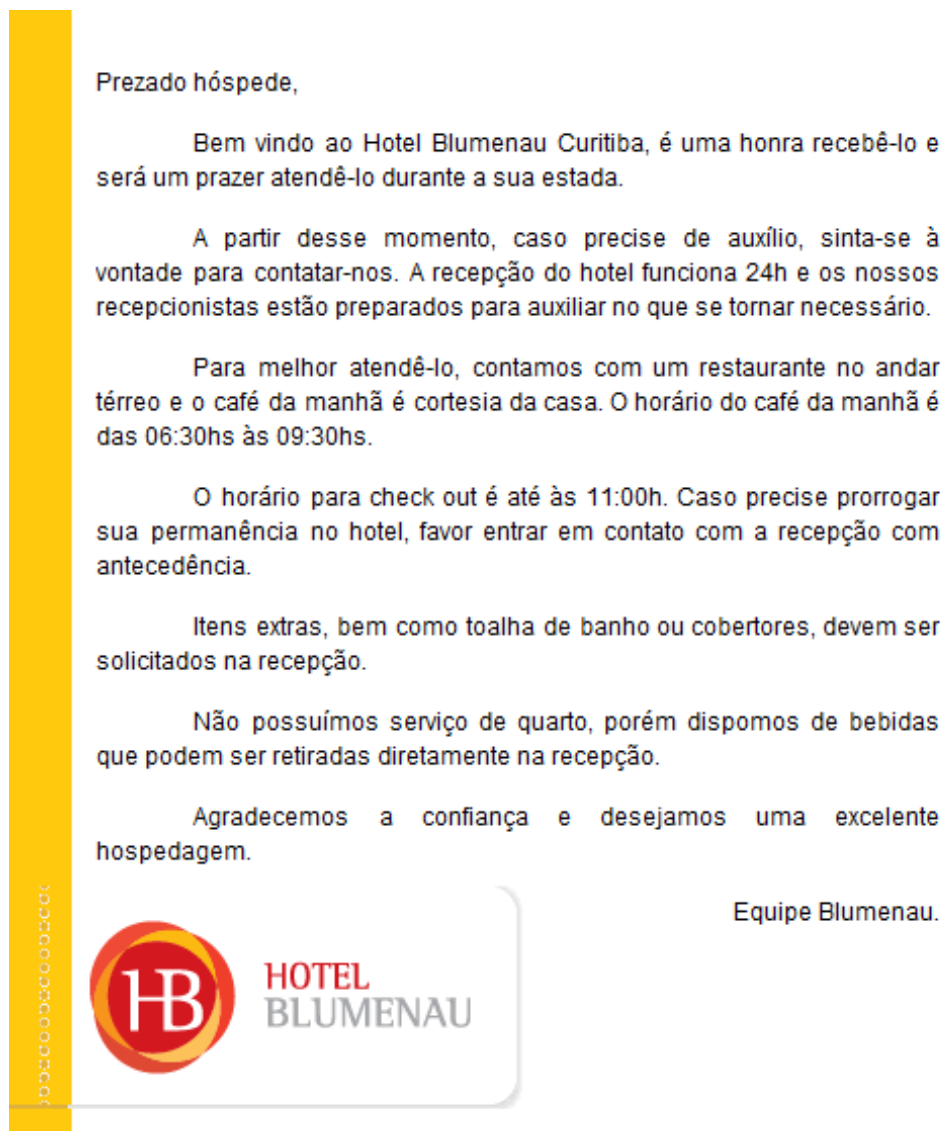 Prezado hóspede,
Bem vindo ao Hotel Blumenau Curitiba, é uma honra recebê-lo e
será um prazer atendê-lo durante a sua estada.
A partir desse momento, caso precise de auxílio, sinta-se à
vontade para contatar-nos. A recepção do hotel funciona 24h e os nossos
recepcionistas estão preparados para auxiliar no que se tornar necessário.
Para melhor atendê-lo, contamos com um restaurante no andar
térreo e o café da manhã é cortesia da casa. O horário do café da manhã é
das 06:30hs às 09:30hs.
O horário para check out é até às 11:00h. Caso precise prorrogar
sua permanência no hotel, favor entrar em contato com a recepção com
antecedência.
Itens extras, bem como toalha de banho ou cobertores, devem ser
solicitados na recepção.
Não possuímos serviço de quarto, porém dispomos de bebidas
que podem ser retiradas diretamente na recepção.
Agradecemos a confiança e desejamos uma excelente
hospedagem.
Equipe Blumenau.
HB
HOTEL
BLUMENAU